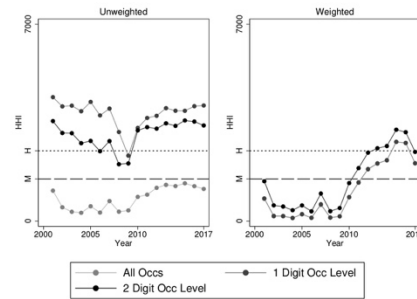 Unweighted
Weighted
7000
7000
HHI
HHI
H
H
M
M
0
0
2000
2005
2010
2017
2000
2005
2010
Year
Year
All Occs
1 Digit Occ Level
2 Digit Occ Level